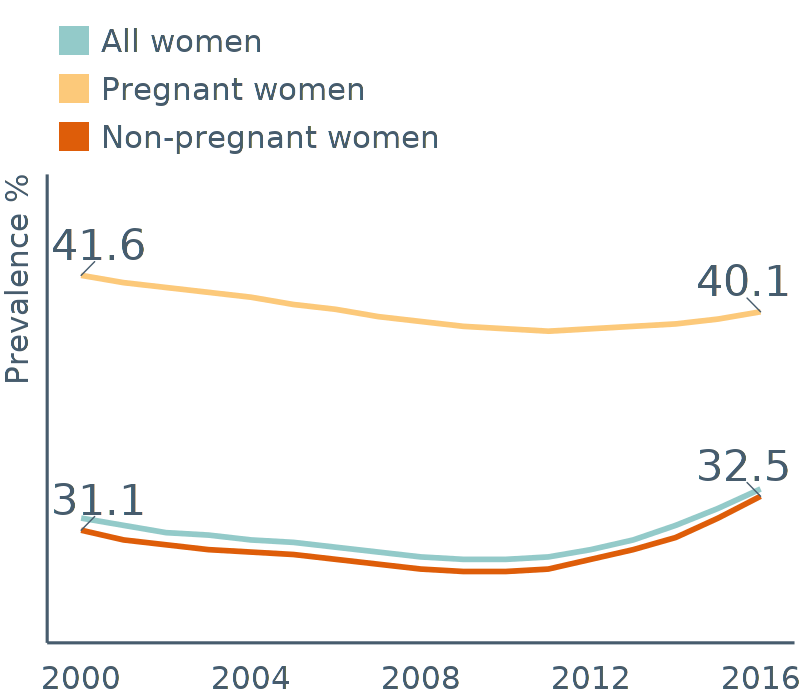 All women
Pregnant women
Non-pregnant women
Prevalence %
41.6
40.1
32.5
31.1
2000 2004 2008 2012 2016